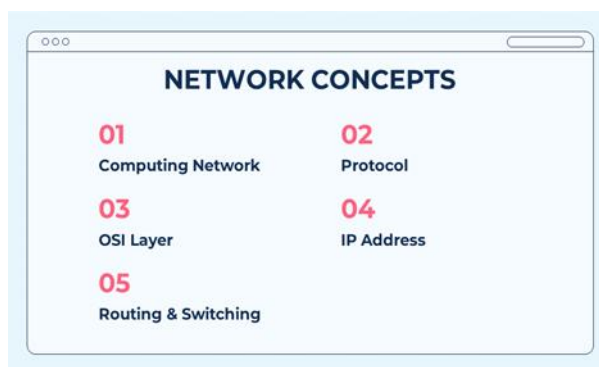 NETWORK CONCEPTS
01
02
Computing Network
Protocol
03
04
OSI Layer
IP Address
05
Routing & Switching